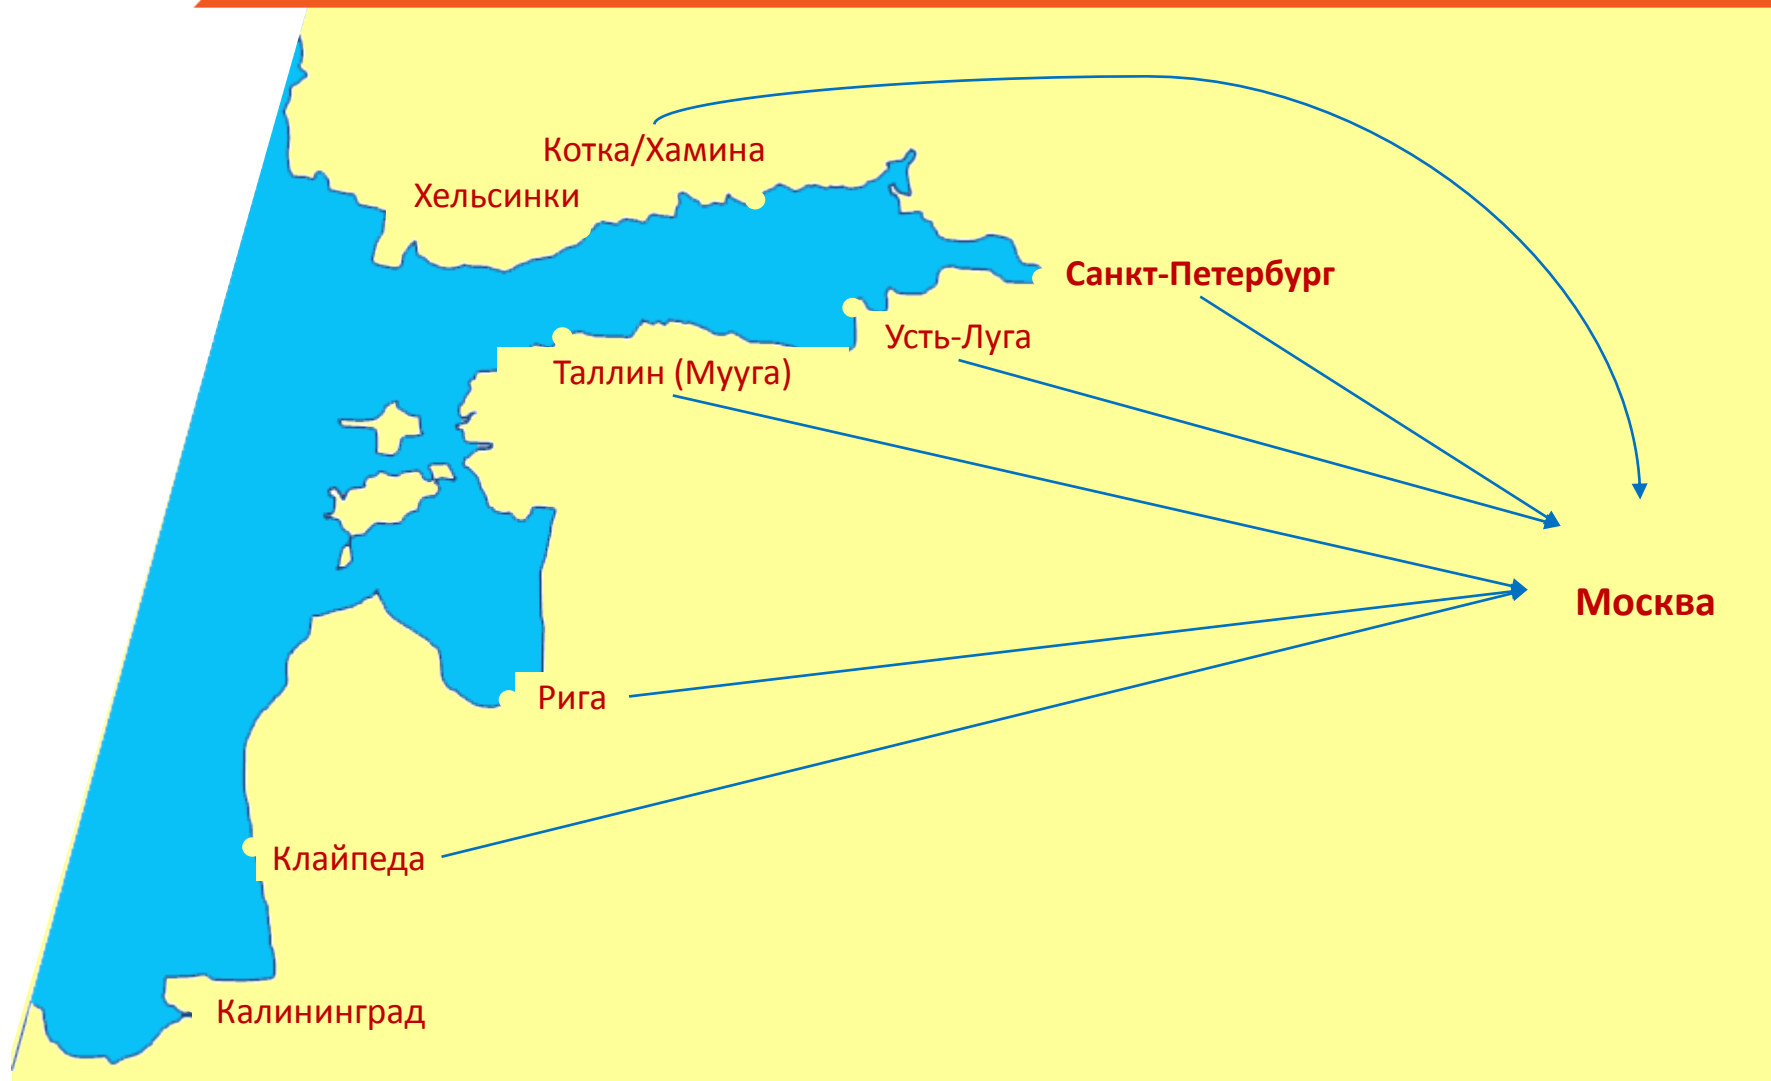 Котка/Хамина
Хельсинки
Санкт-Петербург
Усть-Луга
Таллин (Мууга)
Москва
Рига
Клайпеда
Калининград